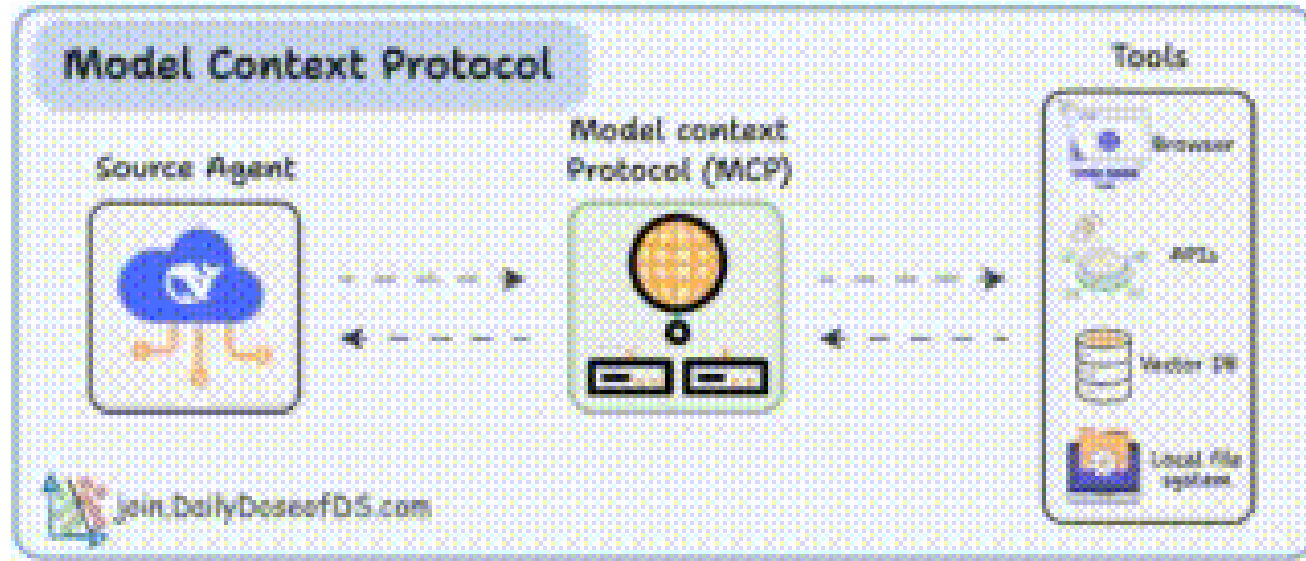 Model Context Protocol
Tools
Model context
Protocol (MCP)
Source Agent
Browser
APIs
Vector DB
Local file
system
join.DailyDoseofDS.com